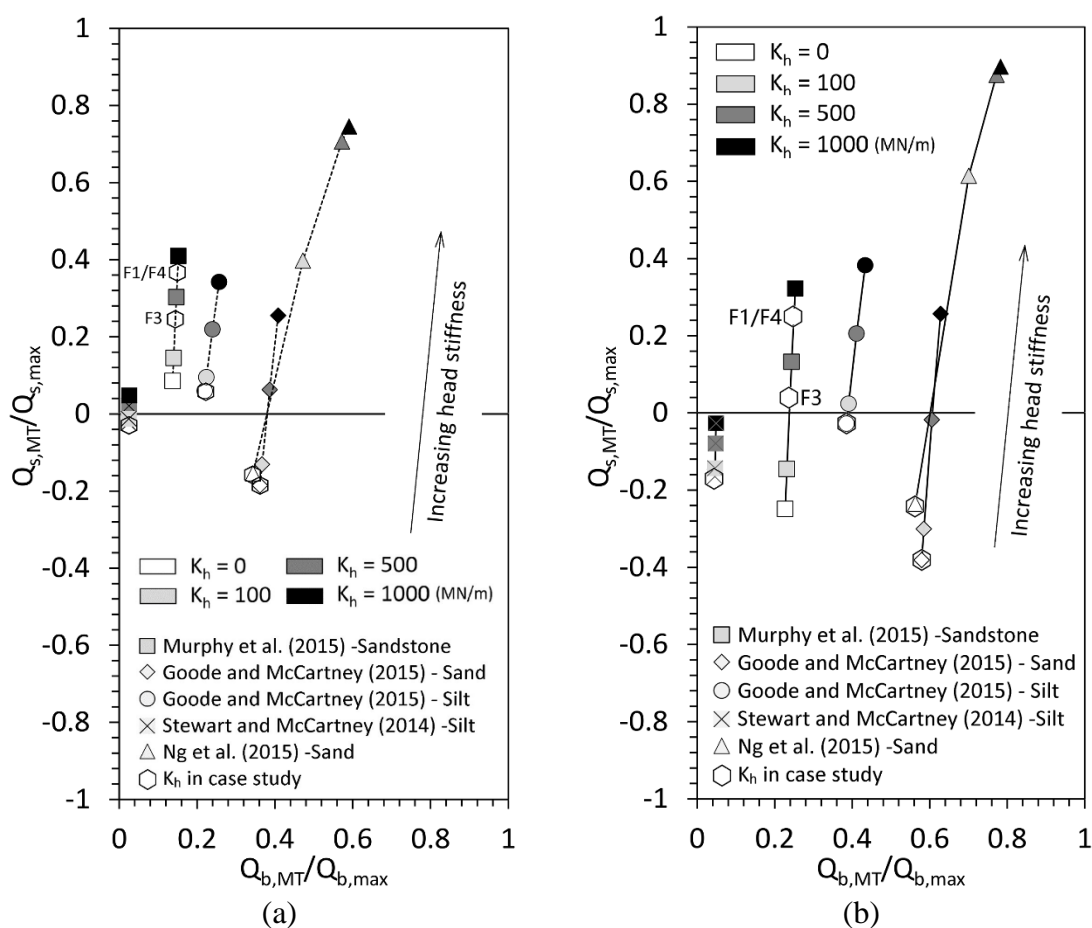 1
0.8
0.6
0.4
0.2
0
-0.2
-0.4
-0.6
-0.8
-1
Q_s,MT/Q_s,max
F1/F4
F3
Increasing head stiffness
K_h = 0
K_h = 500
K_h = 100
K_h = 1000 (MN/m)
Murphy et al. (2015) -Sandstone
Goode and McCartney (2015) - Sand
Goode and McCartney (2015) - Silt
Stewart and McCartney (2014) -Silt
Ng et al. (2015) -Sand
K_h in case study
0 0.2 0.4 0.6 0.8 1
Q_b,MT/Q_b,max
(a)
1
0.8
0.6
0.4
0.2
0
-0.2
-0.4
-0.6
-0.8
-1
Q_s,MT/Q_s,max
K_h = 0
K_h = 100
K_h = 500
K_h = 1000 (MN/m)
F1/F4
F3
Increasing head stiffness
Murphy et al. (2015) -Sandstone
Goode and McCartney (2015) - Sand
Goode and McCartney (2015) - Silt
Stewart and McCartney (2014) -Silt
Ng et al. (2015) -Sand
K_h in case study
0 0.2 0.4 0.6 0.8 1
Q_b,MT/Q_b,max
(b)